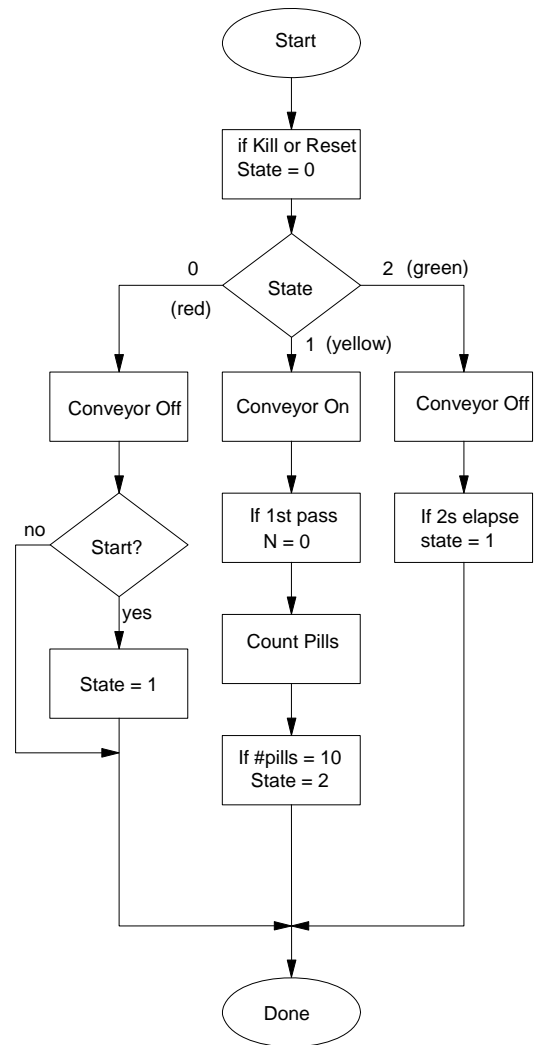 Start
if Kill or Reset
State = 0
State
0
(red)
1 (yellow)
2 (green)
Conveyor Off
Conveyor On
Conveyor Off
Start?
no
yes
State = 1
If 1st pass
N = 0
Count Pills
If #pills = 10
State = 2
If 2s elapse
state = 1
Done